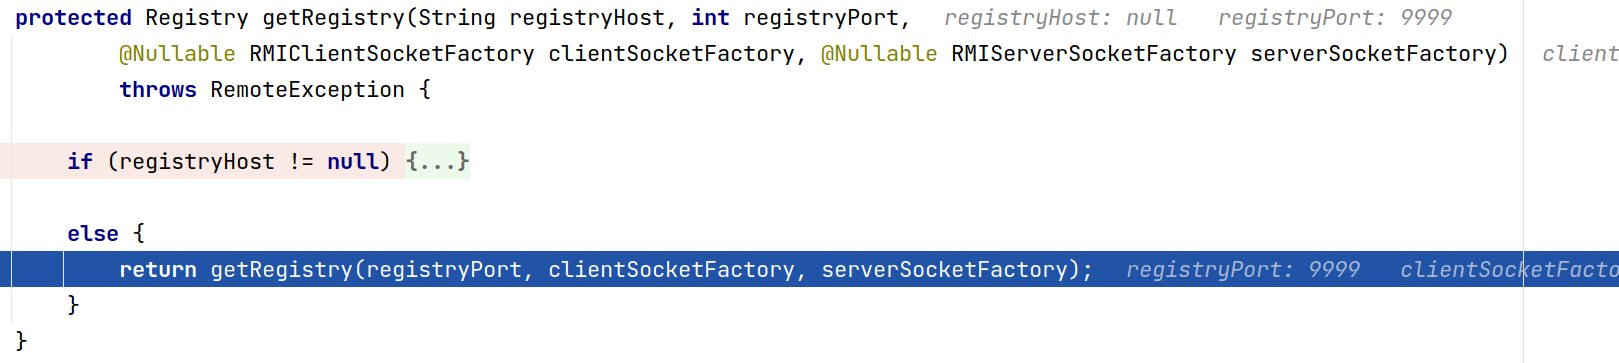 protected Registry getRegistry(String registryHost, int registryPort,   registryHost: null   registryPort: 9999
        @Nullable RMIClientSocketFactory clientSocketFactory, @Nullable RMIServerSocketFactory serverSocketFactory)   client
        throws RemoteException {
    if (registryHost != null) {...}
    else {
        return getRegistry(registryPort, clientSocketFactory, serverSocketFactory);   registryPort: 9999   clientSocketFacto
    }
}